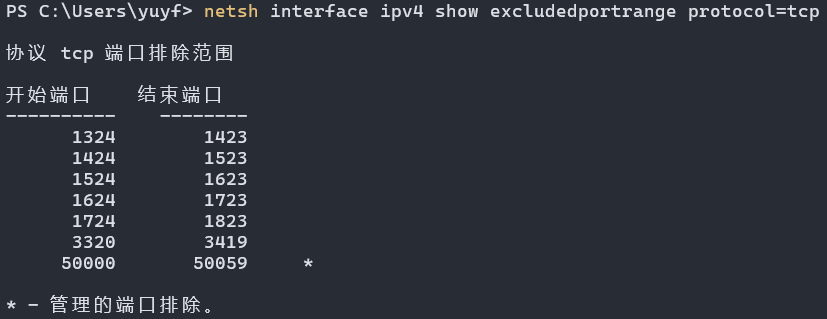 PS C:\Users\yuyf> netsh interface ipv4 show excludedportrange protocol=tcp
协议 tcp 端口排除范围
开始端口    结束端口
----------    --------
      1324        1423
      1424        1523
      1524        1623
      1624        1723
      1724        1823
      3320        3419
     50000       50059     *
* - 管理的端口排除。